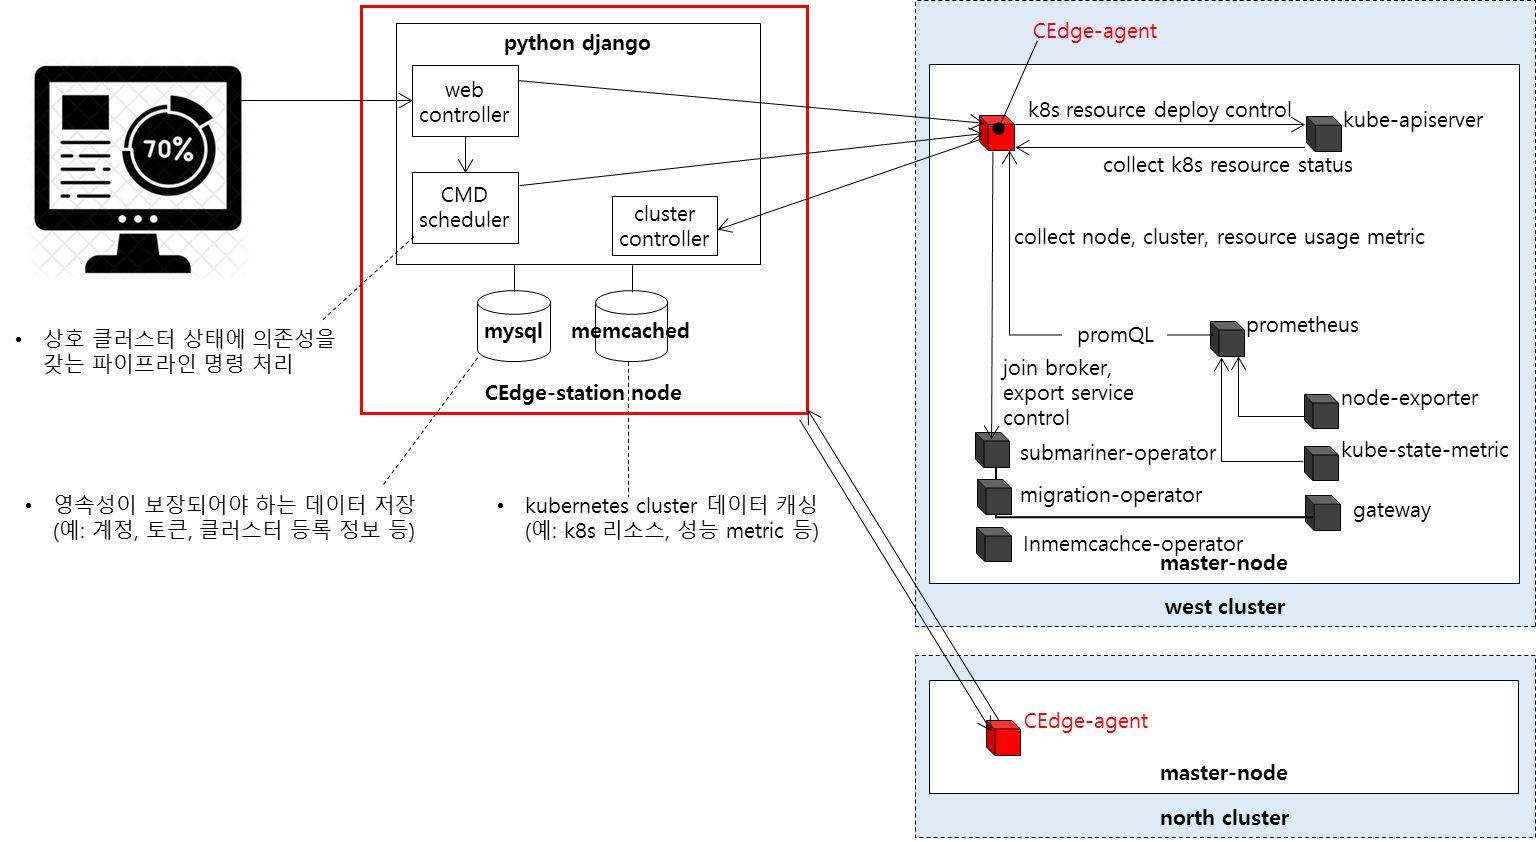 CEdge-agent
python django
web
controller
70%
k8s resource deploy control
kube-apiserver
collect k8s resource status
CMD
scheduler
cluster
controller
collect node, cluster, resource usage metric
mysql
memcached
promQL
prometheus
• 상호 클러스터 상태에 의존성을
갖는 파이프라인 명령 처리
CEdge-station node
join broker,
export service
control
node-exporter
submariner-operator
kube-state-metric
migration-operator
gateway
• 영속성이 보장되어야 하는 데이터 저장
(예: 계정, 토큰, 클러스터 등록 정보 등)
• kubernetes cluster 데이터 캐싱
(예: k8s 리소스, 성능 metric 등)
Inmemcachce-operator
master-node
west cluster
CEdge-agent
master-node
north cluster